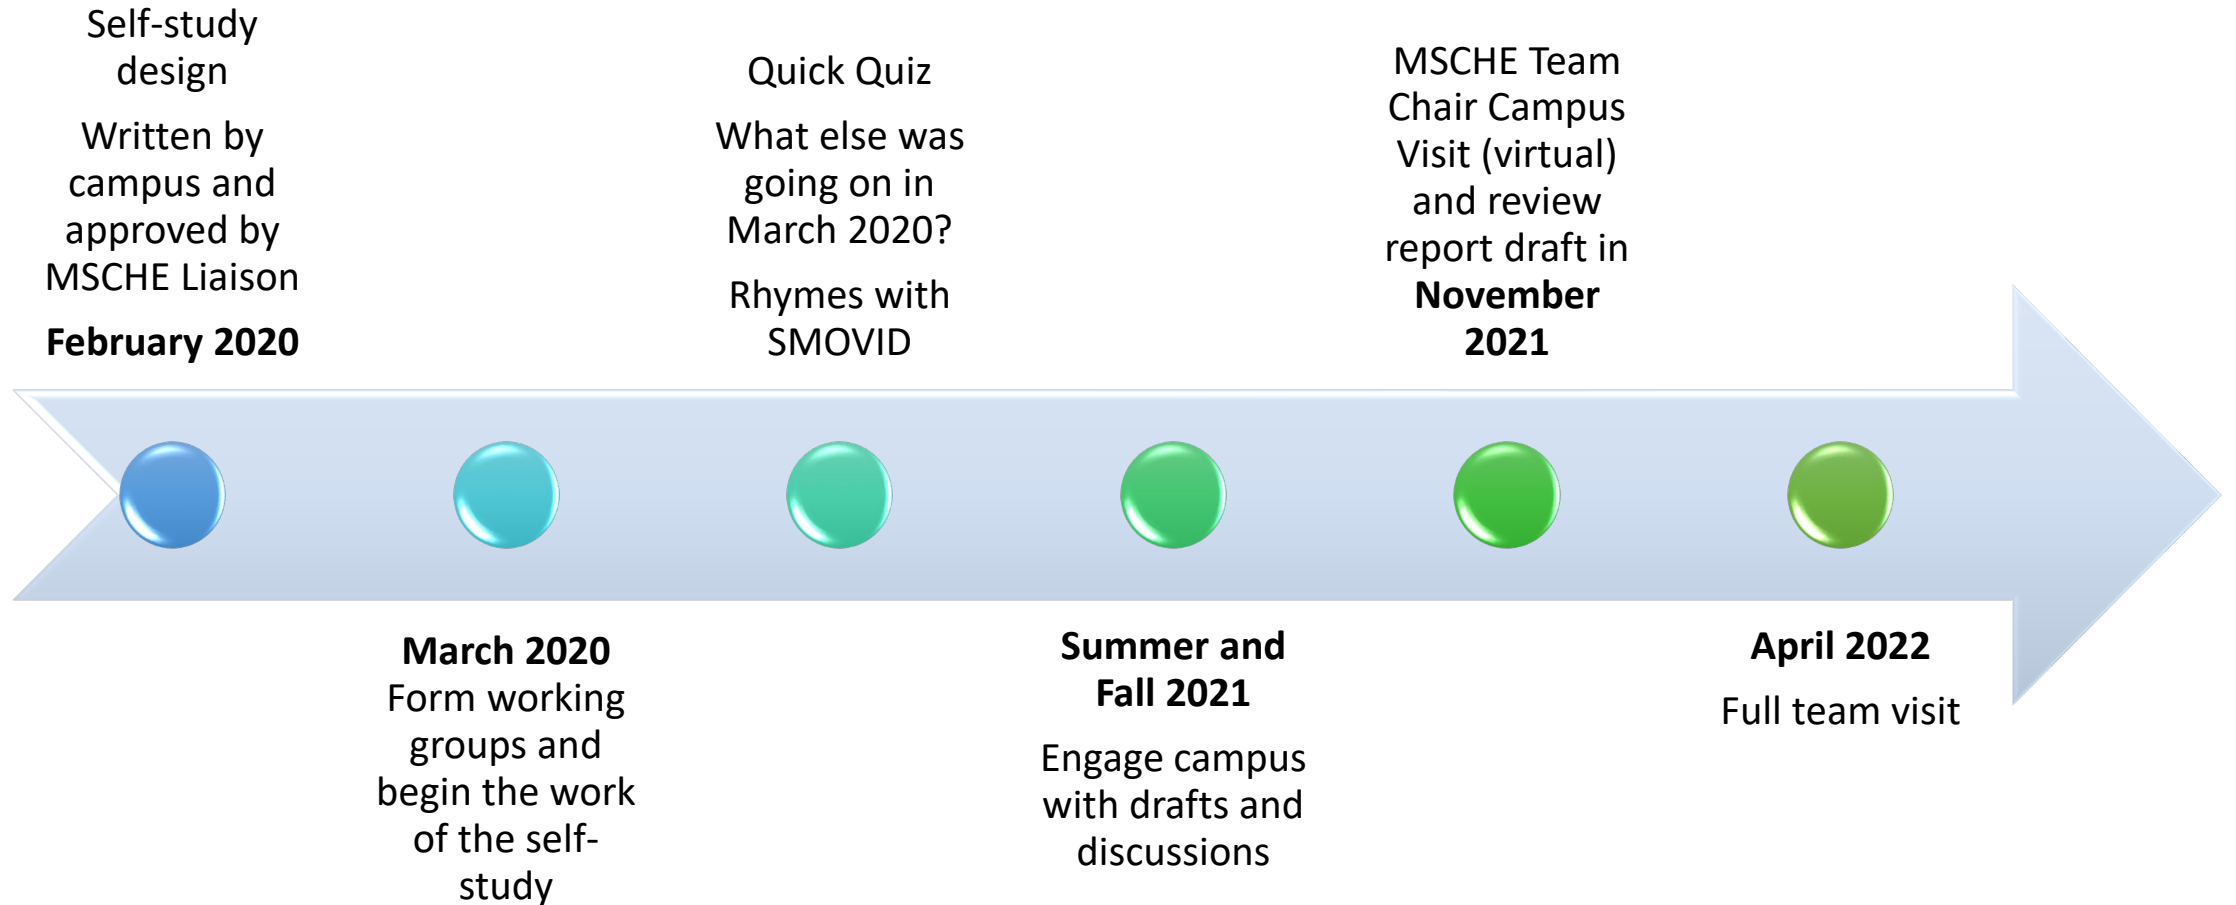 Self-study
design
Written by
campus and
approved by
MSCHE Liaison
February 2020
March 2020
Form working
groups and
begin the work
of the self-
study
Quick Quiz
What else was
going on in
March 2020?
Rhymes with
SMOVID
Summer and
Fall 2021
Engage campus
with drafts and
discussions
MSCHE Team
Chair Campus
Visit (virtual)
and review
report draft in
November
2021
April 2022
Full team visit